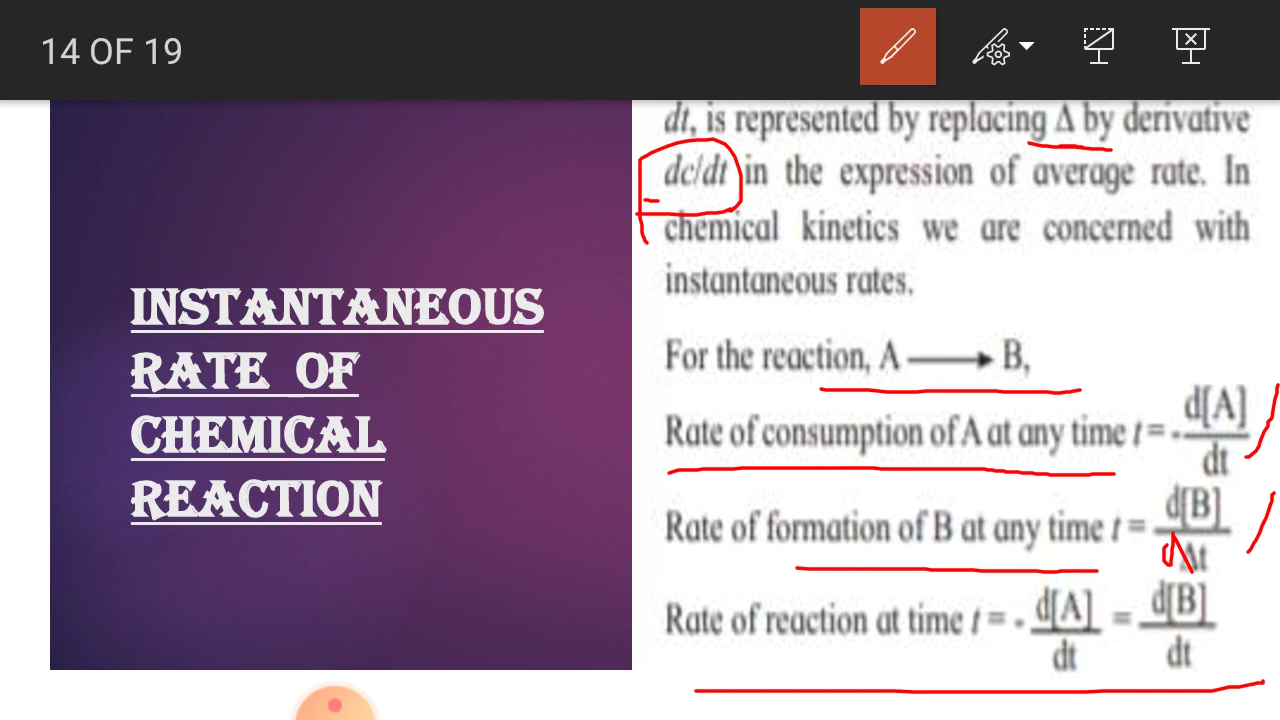 14 OF 19
INSTANTANEOUS
RATE OF
CHEMICAL
REACTION
dt, is represented by replacing Δ by derivative
dc/dt in the expression of average rate. In
chemical kinetics we are concerned with
instantaneous rates.
For the reaction, A ⟶ B,
Rate of consumption of A at any time t = - d[A]/dt
Rate of formation of B at any time t = d[B]/Δt
Rate of reaction at time t = - d[A]/dt = d[B]/dt